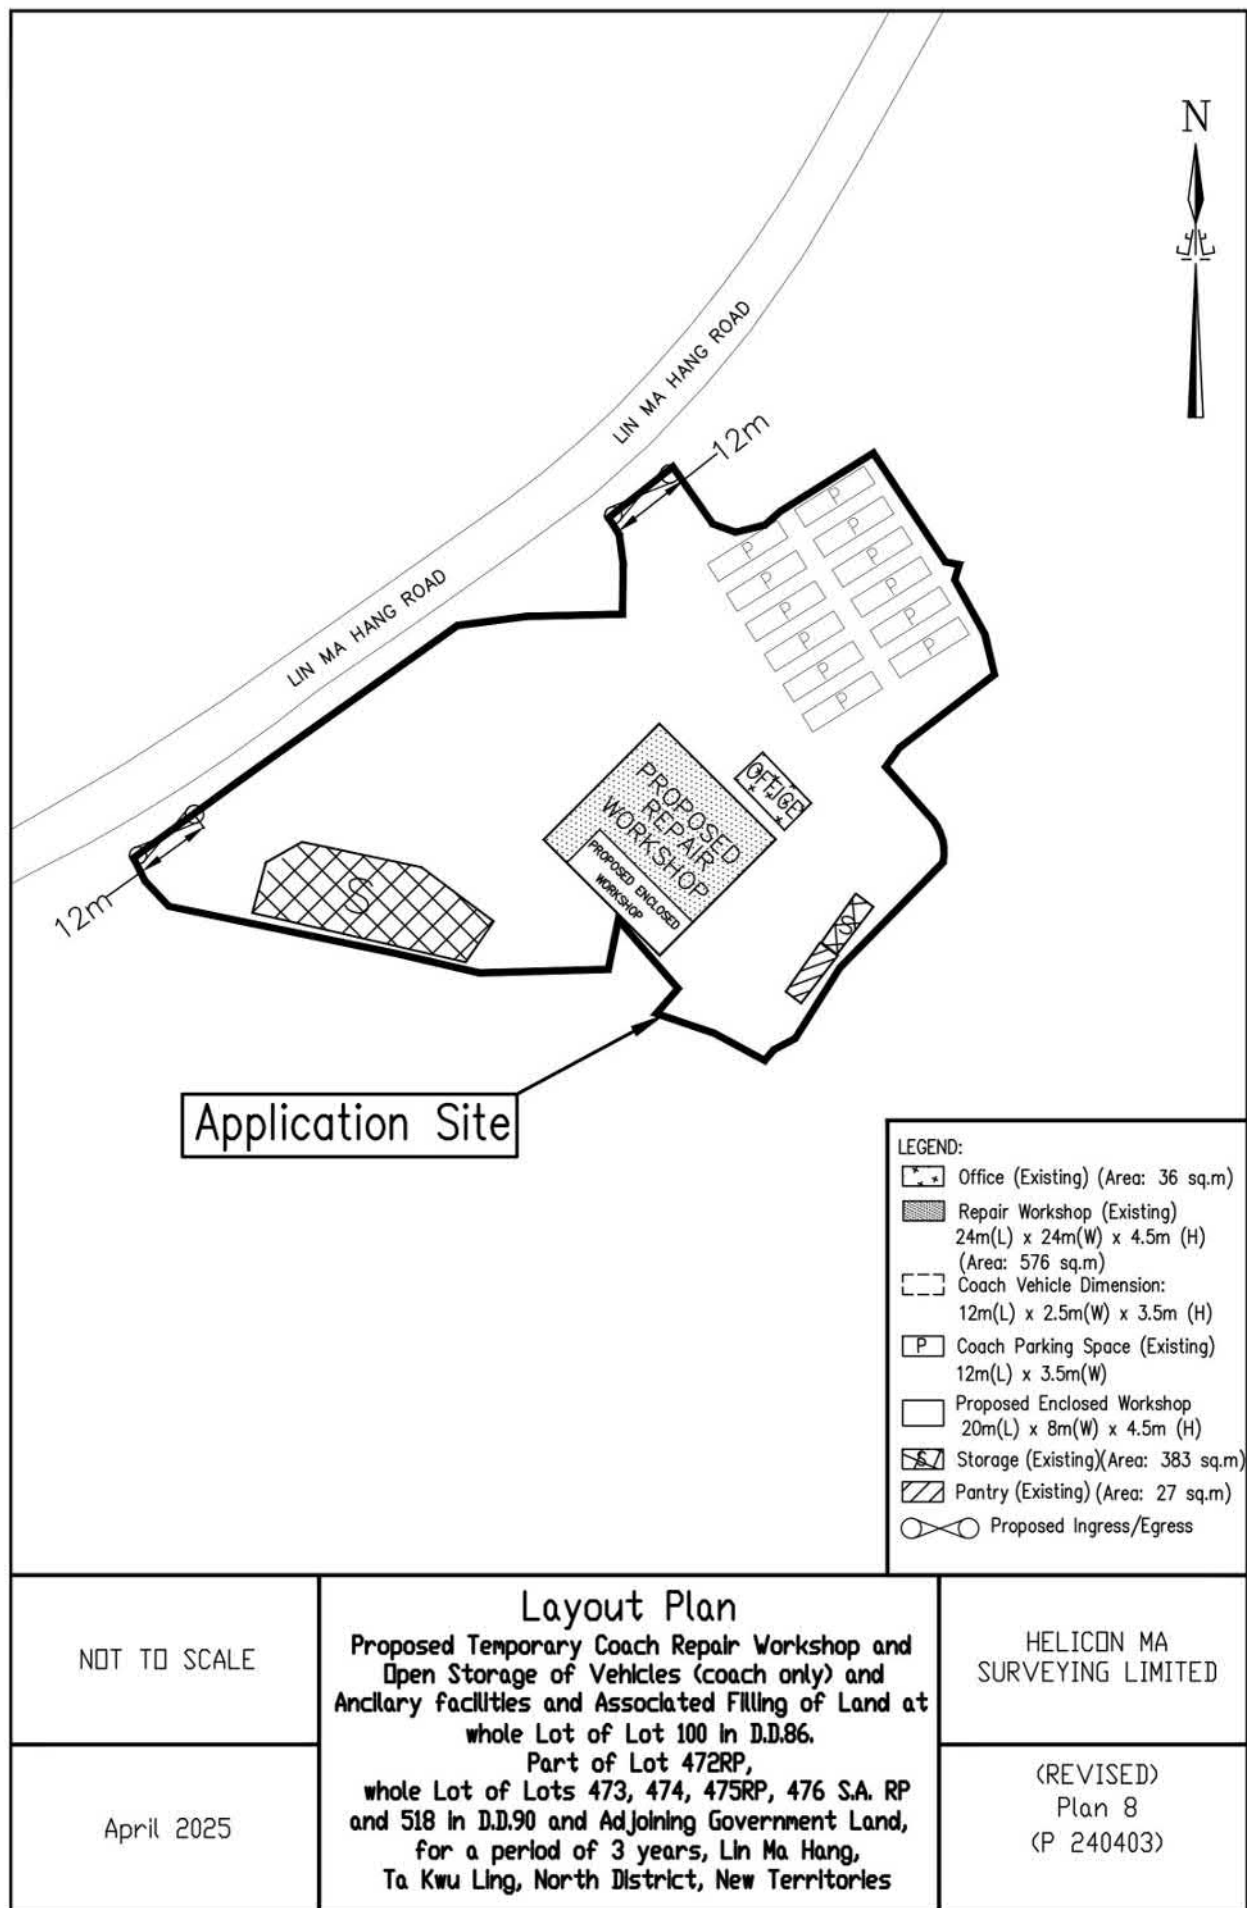 N
LIN MA HANG ROAD
12m
LIN MA HANG ROAD
P
P
P
P
P
P
P
P
P
P
P
P
OFFICE
PROPOSED
REPAIR
WORKSHOP
PROPOSED ENCLOSED
WORKSHOP
S
S
12m
Application Site
LEGEND:
Office (Existing) (Area: 36 sq.m)
Repair Workshop (Existing)
24m(L) x 24m(W) x 4.5m (H)
(Area: 576 sq.m)
Coach Vehicle Dimension:
12m(L) x 2.5m(W) x 3.5m (H)
P Coach Parking Space (Existing)
12m(L) x 3.5m(W)
Proposed Enclosed Workshop
20m(L) x 8m(W) x 4.5m (H)
S Storage (Existing)(Area: 383 sq.m)
Pantry (Existing) (Area: 27 sq.m)
Proposed Ingress/Egress
NOT TO SCALE
April 2025
Layout Plan
Proposed Temporary Coach Repair Workshop and
Open Storage of Vehicles (coach only) and
Ancilary facilities and Associated Filling of Land at
whole Lot of Lot 100 in D.D.86.
Part of Lot 472RP,
whole Lot of Lots 473, 474, 475RP, 476 S.A. RP
and 518 in D.D.90 and Adjoining Government Land,
for a period of 3 years, Lin Ma Hang,
Ta Kwu Ling, North District, New Territories
HELICON MA
SURVEYING LIMITED
(REVISED)
Plan 8
(P 240403)